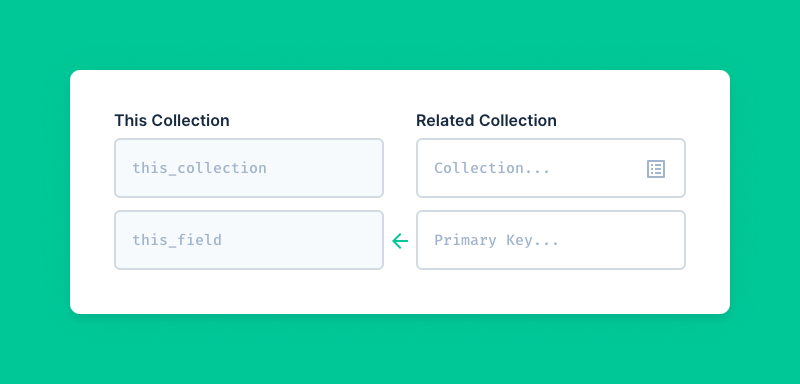 This Collection
Related Collection
this_collection
Collection...
this_field
Primary Key...